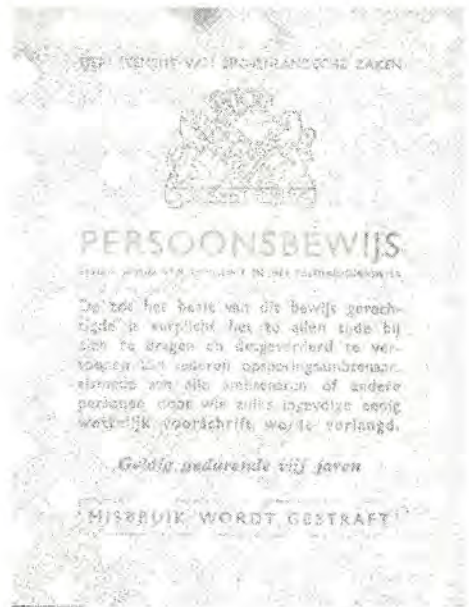 DEPARTEMENT VAN BINNENLANDSCHE ZAKEN
PERSOONSBEWIJS
De tot het bezit van dit bewijs gerech-
tigde is verplicht het te allen tijde bij
zich te dragen en desgevorderd te ver-
toonen aan iederen opsporingsambtenaar,
alsmede aan alle ambtenaren of andere
personen door wie zulks ingevolge eenig
wettelijk voorschrift wordt verlangd.
Geldig gedurende vijf jaren
MISBRUIK WORDT GESTRAFT